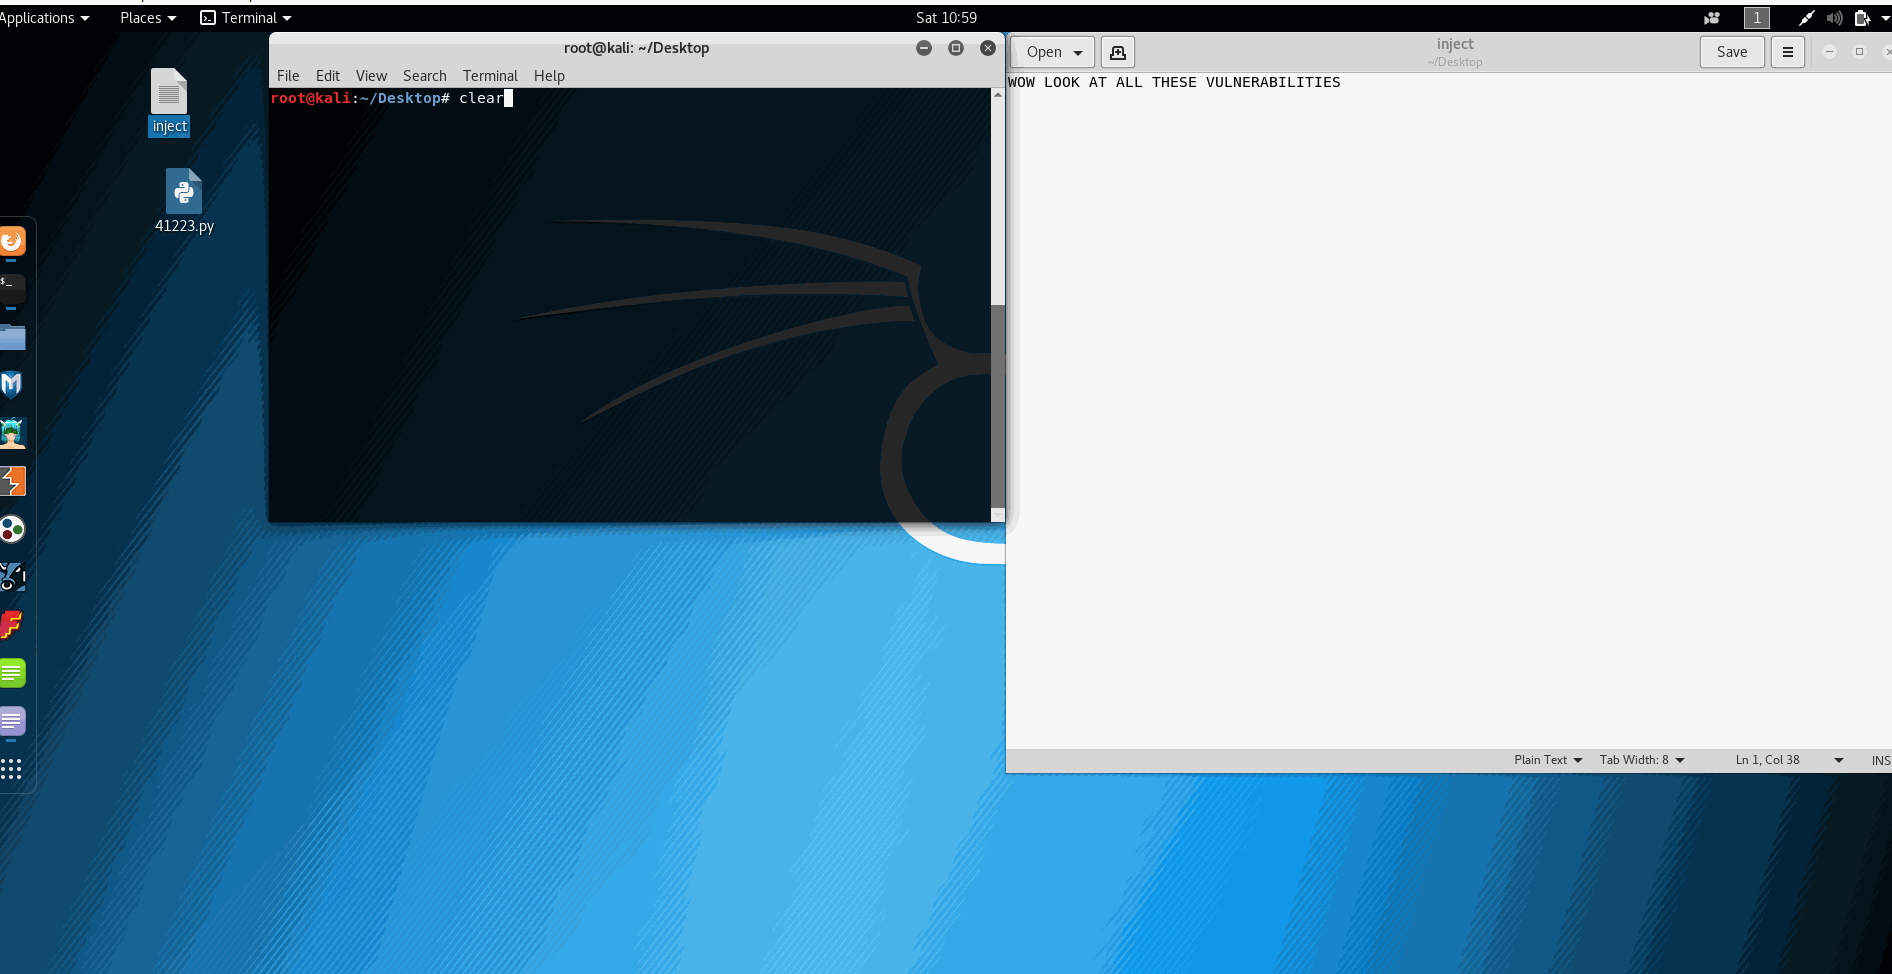 Applications Places Terminal Sat 10:59 1
inject
41223.py
$_
root@kali: ~/Desktop
File Edit View Search Terminal Help
root@kali:~/Desktop# clear
Open inject Save
~/Desktop
WOW LOOK AT ALL THESE VULNERABILITIES
Plain Text Tab Width: 8 Ln 1, Col 38 INS